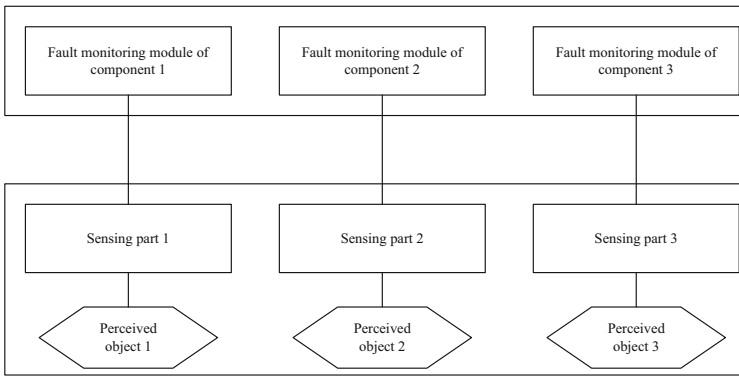 Fault monitoring module of
component 1
Fault monitoring module of
component 2
Fault monitoring module of
component 3
Sensing part 1
Sensing part 2
Sensing part 3
Perceived
object 1
Perceived
object 2
Perceived
object 3